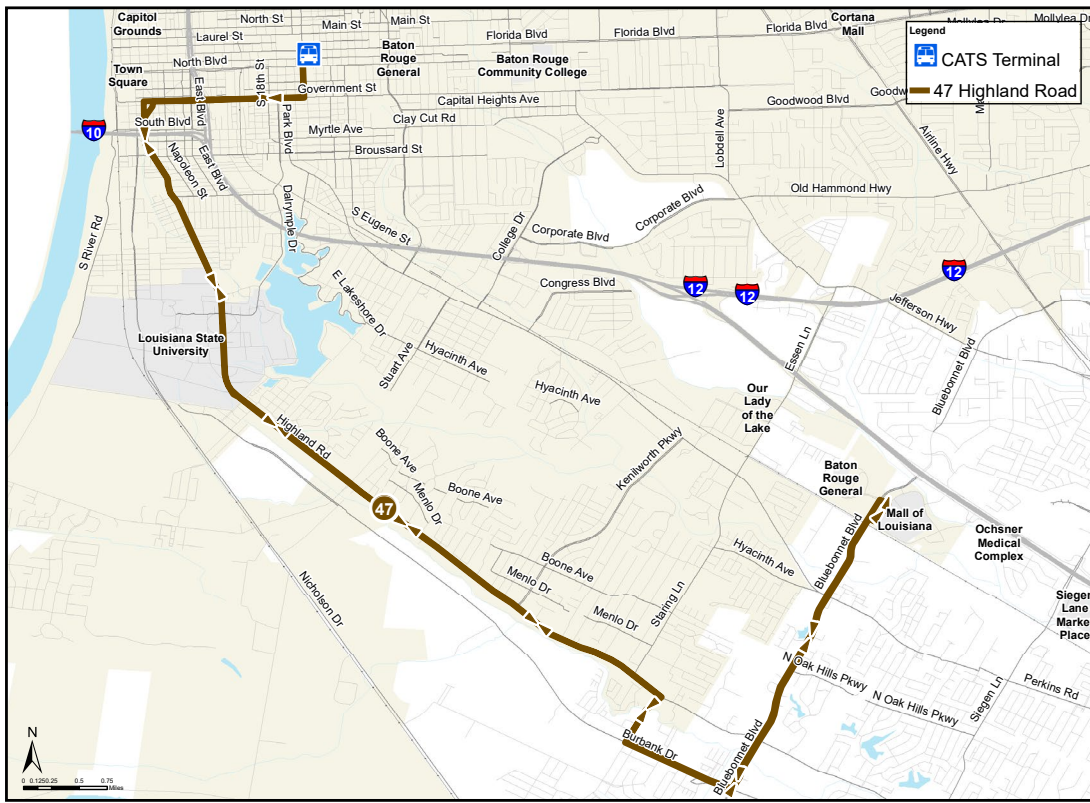 Capitol
Grounds
North St
Main St
Main St
Laurel St
Florida Blvd
Florida Blvd
Cortana
Mall
Mollylea Dr
Mollylea Dr
Legend
CATS Terminal
47 Highland Road
Town
Square
North Blvd
East Blvd
S 18th St
Baton
Rouge
General
Baton Rouge
Community College
Government St
Capital Heights Ave
Goodwood Blvd
South Blvd
10
Park Blvd
Myrtle Ave
Clay Cut Rd
Broussard St
Lobdell Ave
Airline Hwy
Napoleon St
East Blvd
Dalrymple Dr
Old Hammond Hwy
S River Rd
S Eugene St
College Dr
Corporate Blvd
Corporate Blvd
E Lakeshore Dr
Congress Blvd
12
12
12
Jefferson Hwy
Louisiana State
University
Stuart Ave
Hyacinth Ave
Hyacinth Ave
Essen Ln
Bluebonnet Blvd
Our
Lady
of the
Lake
Highland Rd
Boone Ave
Menlo Dr
Boone Ave
Kenilworth Pkwy
47
Baton
Rouge
General
Mall of
Louisiana
Bluebonnet Blvd
Ochsner
Medical
Complex
Hyacinth Ave
Boone Ave
Menlo Dr
Menlo Dr
Staring Ln
Nicholson Dr
Siegen
Lane
Market
Place
N Oak Hills Pkwy
N Oak Hills Pkwy
Siegen Ln
Perkins Rd
Burbank Dr
Bluebonnet Blvd
N
0 0.125 0.25 0.5 0.75
Miles